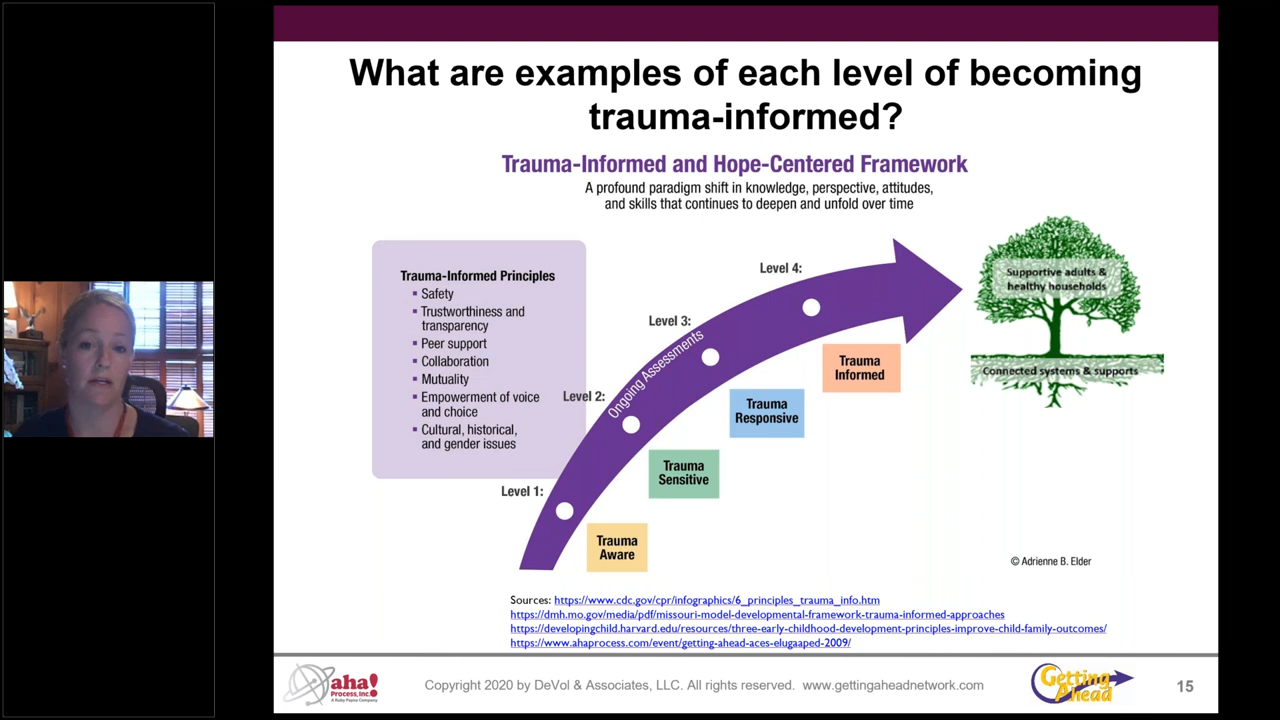 What are examples of each level of becoming
trauma-informed?
Trauma-Informed and Hope-Centered Framework
A profound paradigm shift in knowledge, perspective, attitudes,
and skills that continues to deepen and unfold over time
Trauma-Informed Principles
▪ Safety
▪ Trustworthiness and
transparency
▪ Peer support
▪ Collaboration
▪ Mutuality
▪ Empowerment of voice
and choice
▪ Cultural, historical,
and gender issues
Level 1:
Level 2:
Level 3:
Level 4:
Ongoing Assessments
Trauma
Aware
Trauma
Sensitive
Trauma
Responsive
Trauma
Informed
Supportive adults &
healthy households
Connected systems & supports
© Adrienne B. Elder
Sources: https://www.cdc.gov/cpr/infographics/6_principles_trauma_info.htm
https://dmh.mo.gov/media/pdf/missouri-model-developmental-framework-trauma-informed-approaches
https://developingchild.harvard.edu/resources/three-early-childhood-development-principles-improve-child-family-outcomes/
https://www.ahaprocess.com/event/getting-ahead-aces-elugaaped-2009/
aha!
Process, Inc.
A Ruby Payne Company
Copyright 2020 by DeVol & Associates, LLC. All rights reserved. www.gettingaheadnetwork.com
Getting
Ahead
15